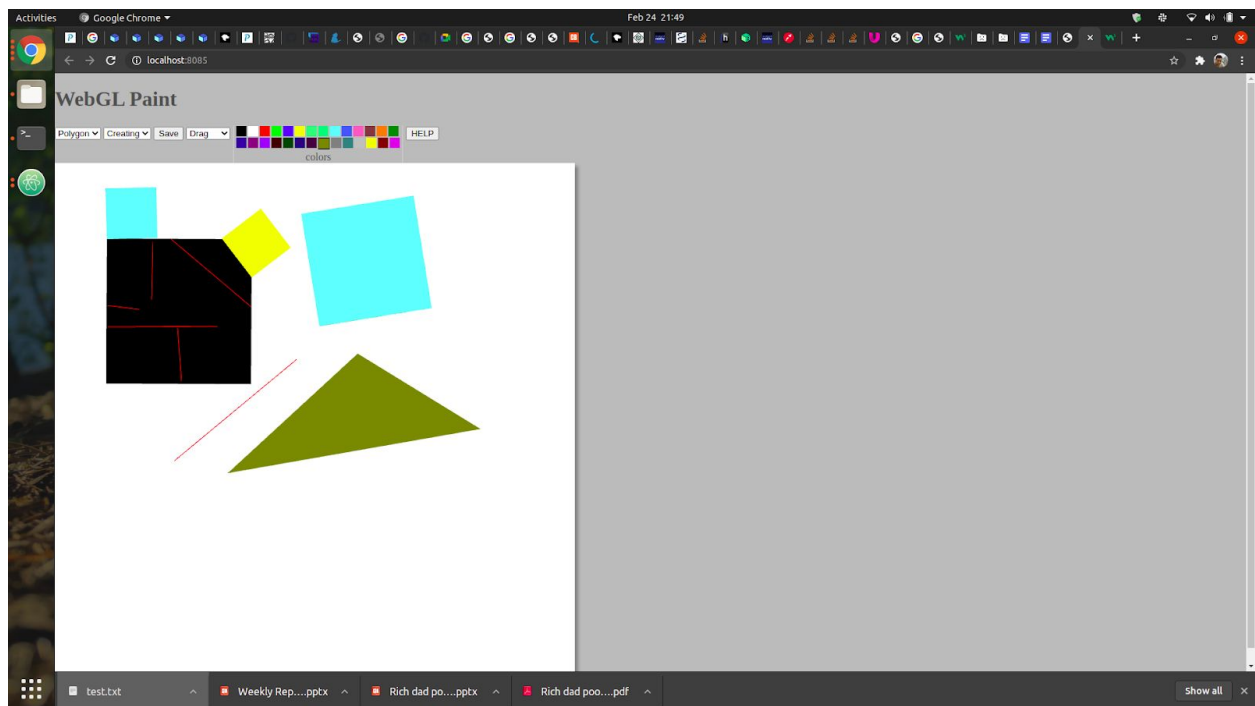 Activities Google Chrome Feb 24 21:49
localhost:8085
WebGL Paint
Polygon Creating Save Drag HELP
colors
test.txt Weekly Rep....pptx Rich dad po....pptx Rich dad poo....pdf Show all